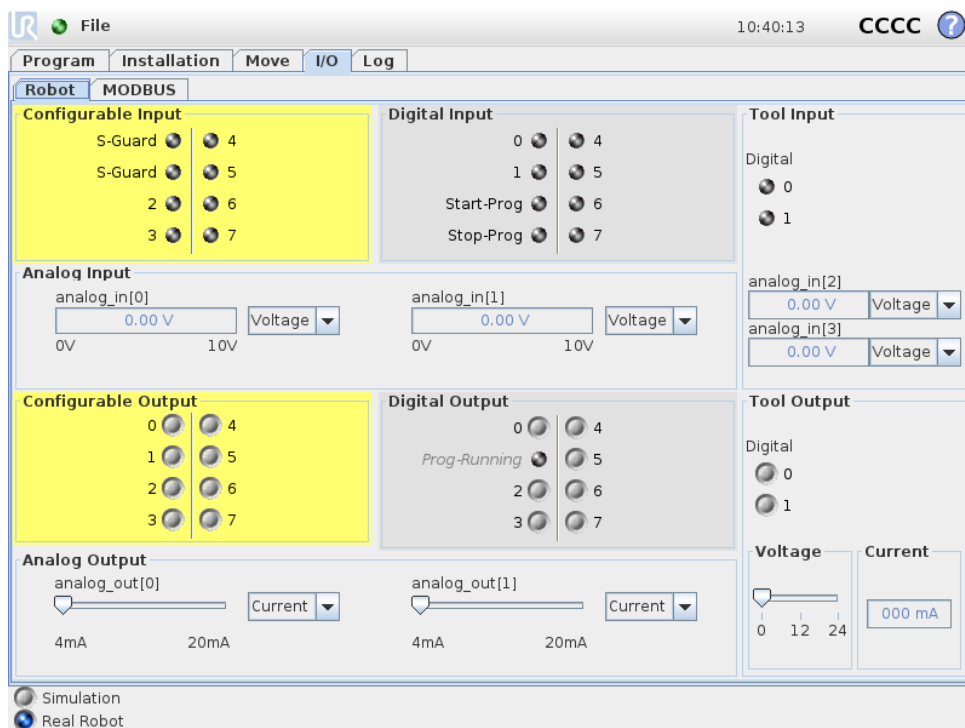 UR File 10:40:13 CCCC ?
Program Installation Move I/O Log
Robot MODBUS
Configurable Input
S-Guard 4
S-Guard 5
2 6
3 7
Digital Input
0 4
1 5
Start-Prog 6
Stop-Prog 7
Tool Input
Digital
0
1
Analog Input
analog_in[0]
0.00 V Voltage
0V 10V
analog_in[1]
0.00 V Voltage
0V 10V
analog_in[2]
0.00 V Voltage
analog_in[3]
0.00 V Voltage
Configurable Output
0 4
1 5
2 6
3 7
Digital Output
0 4
Prog-Running 5
2 6
3 7
Tool Output
Digital
0
1
Analog Output
analog_out[0]
Current
4mA 20mA
analog_out[1]
Current
4mA 20mA
Voltage
0 12 24
Current
000 mA
Simulation
Real Robot